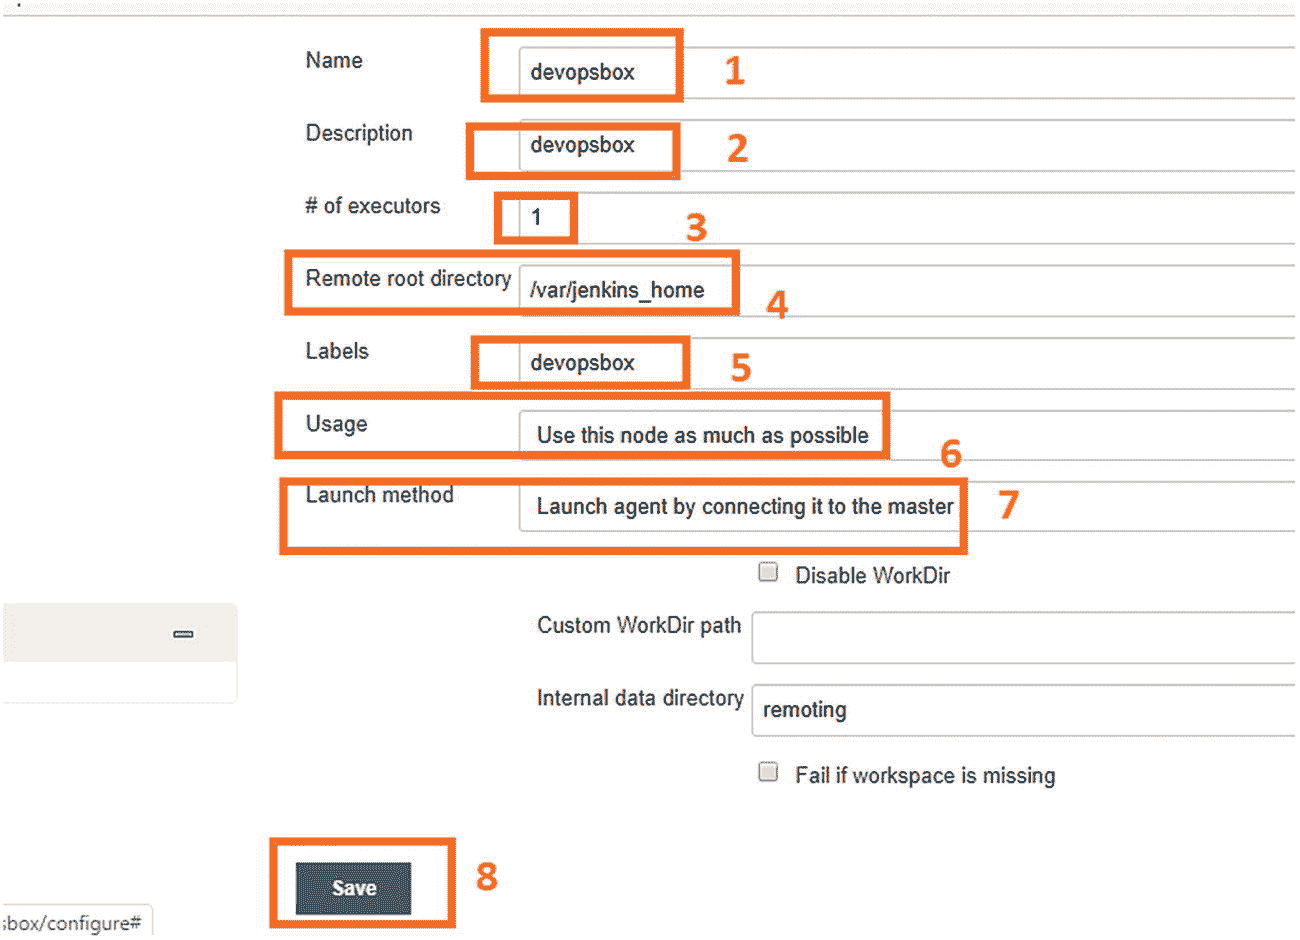 Name devopsbox 1
Description devopsbox 2
# of executors 1 3
Remote root directory /var/jenkins_home 4
Labels devopsbox 5
Usage Use this node as much as possible 6
Launch method Launch agent by connecting it to the master 7
Disable WorkDir
Custom WorkDir path
Internal data directory remoting
Fail if workspace is missing
Save 8
sbox/configure#